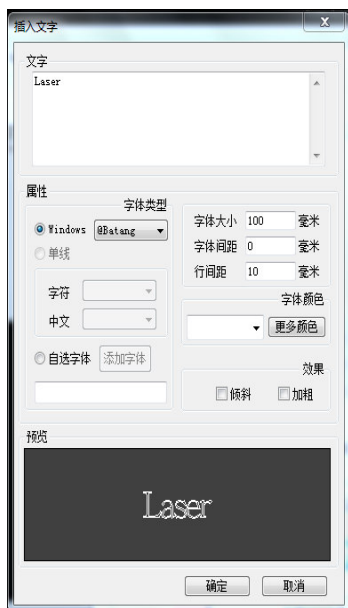 插入文字
文字
Laser
属性
字体类型
Windows @Batang
单线
字符
中文
自选字体 添加字体
字体大小 100 毫米
字体间距 0 毫米
行间距 10 毫米
字体颜色
更多颜色
效果
倾斜 加粗
预览
Laser
确定 取消